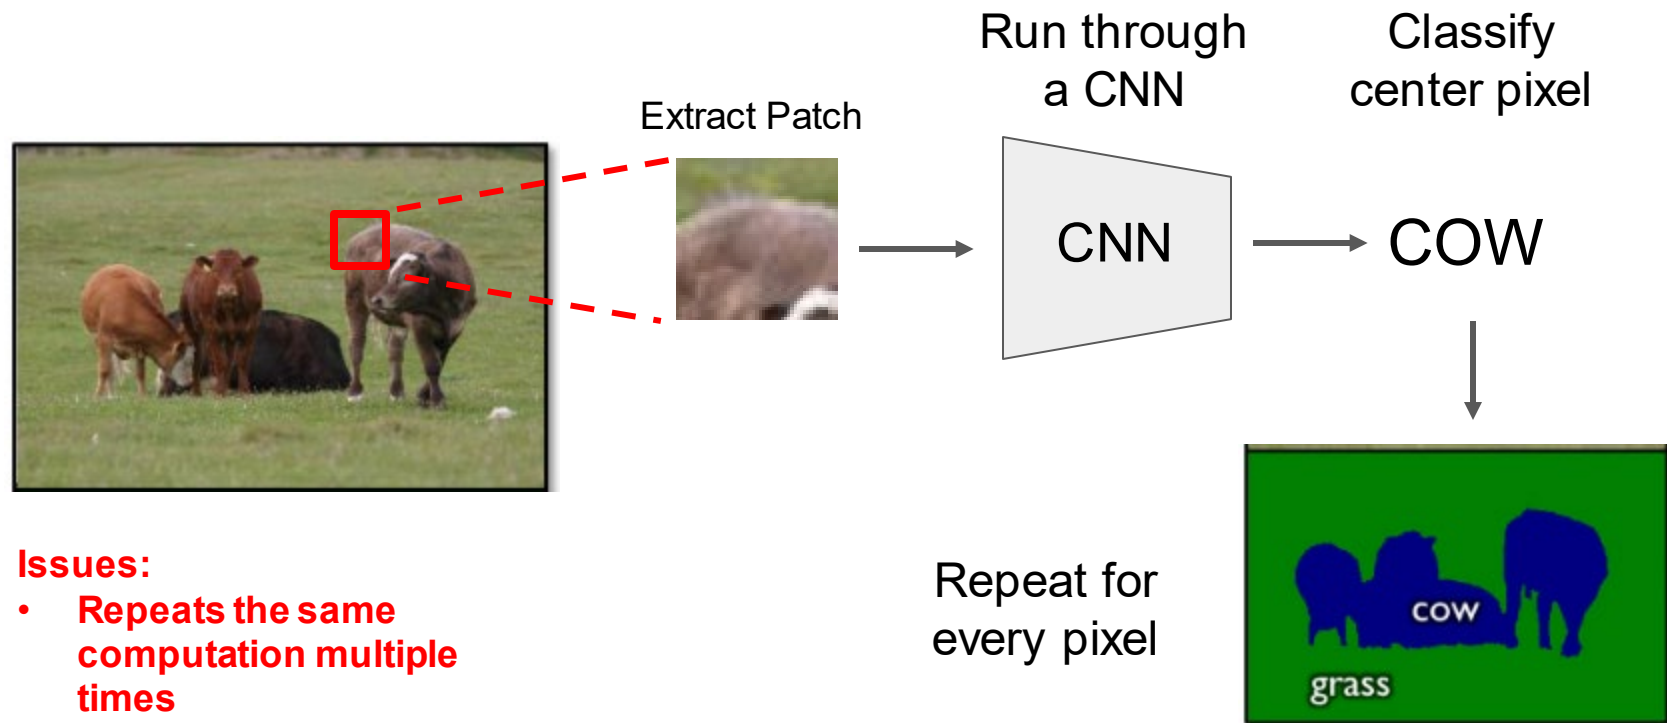 Run through
a CNN
Classify
center pixel
Extract Patch
CNN
COW
Issues:
• Repeats the same
computation multiple
times
Repeat for
every pixel
cow
grass